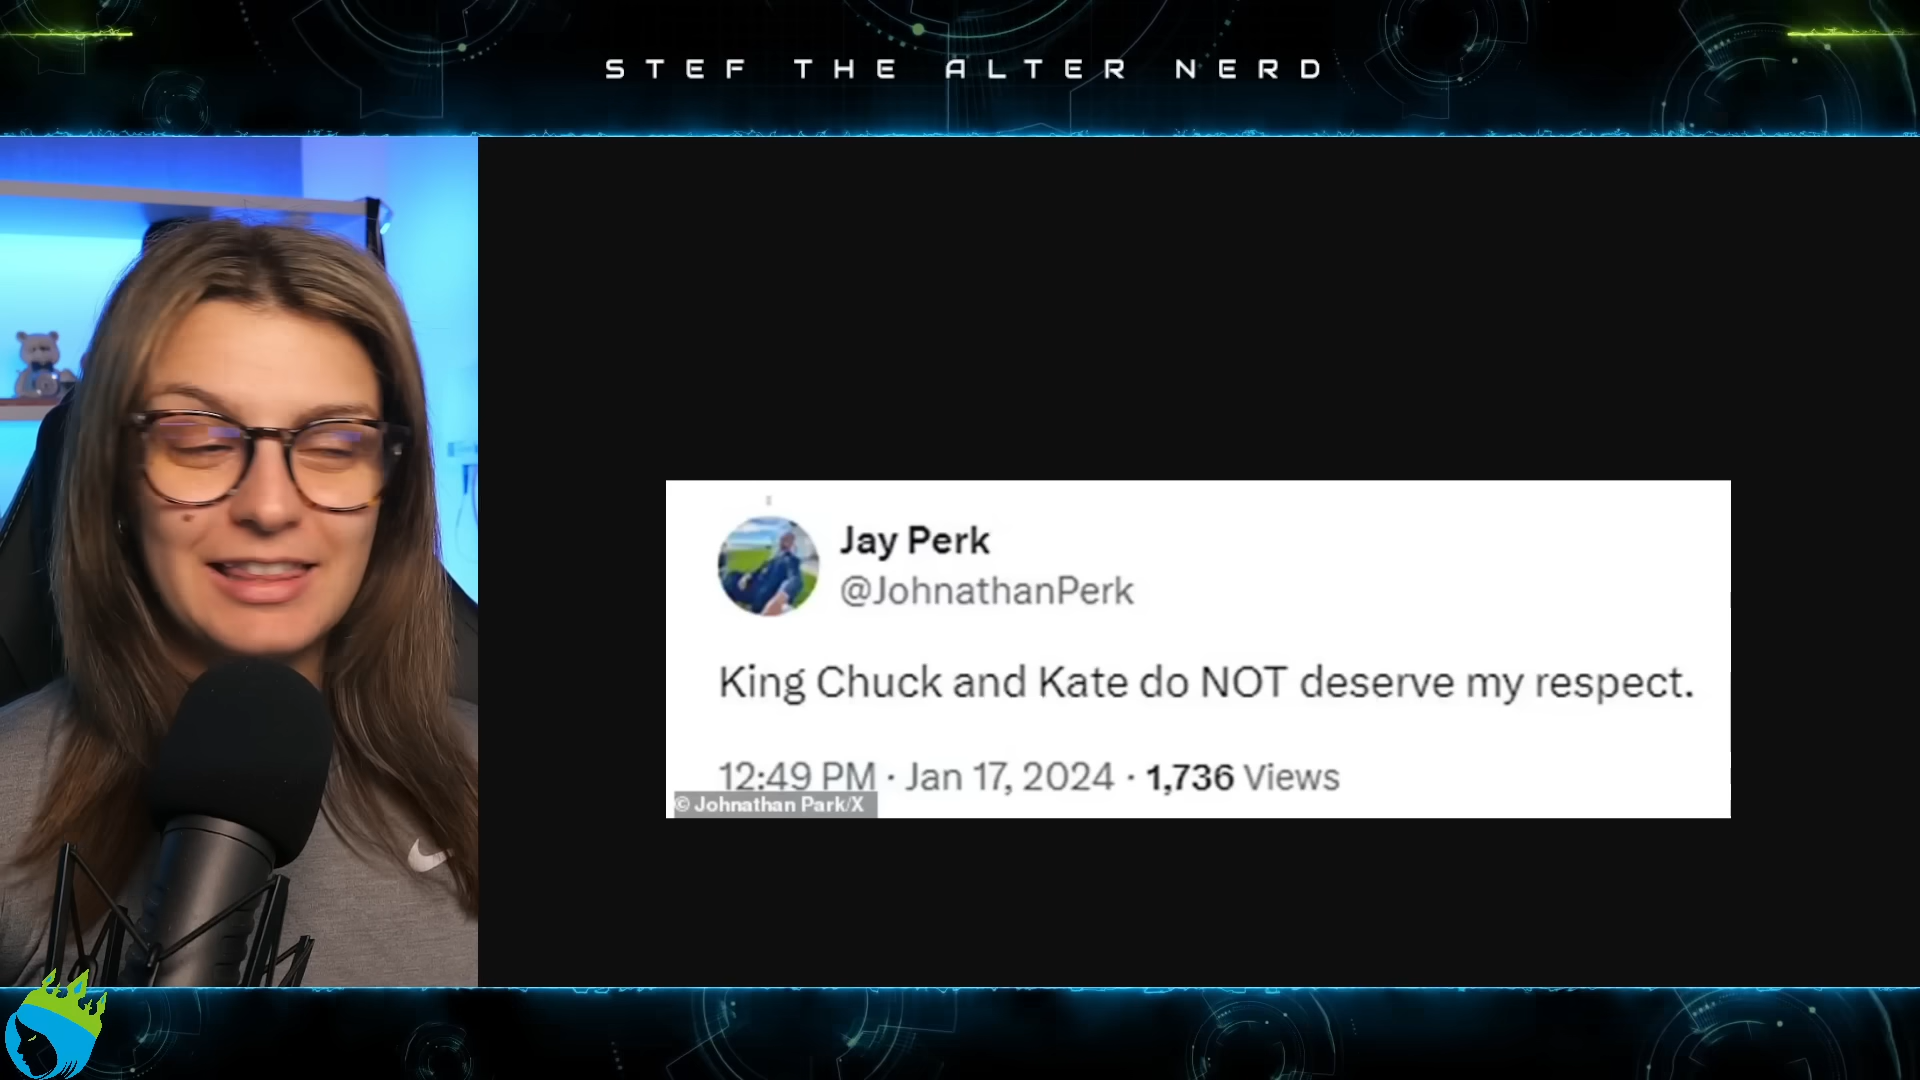 STEF THE ALTER NERD
Jay Perk
@JohnathanPerk
King Chuck and Kate do NOT deserve my respect.
12:49 PM · Jan 17, 2024 · 1,736 Views
© Johnathan Park/X